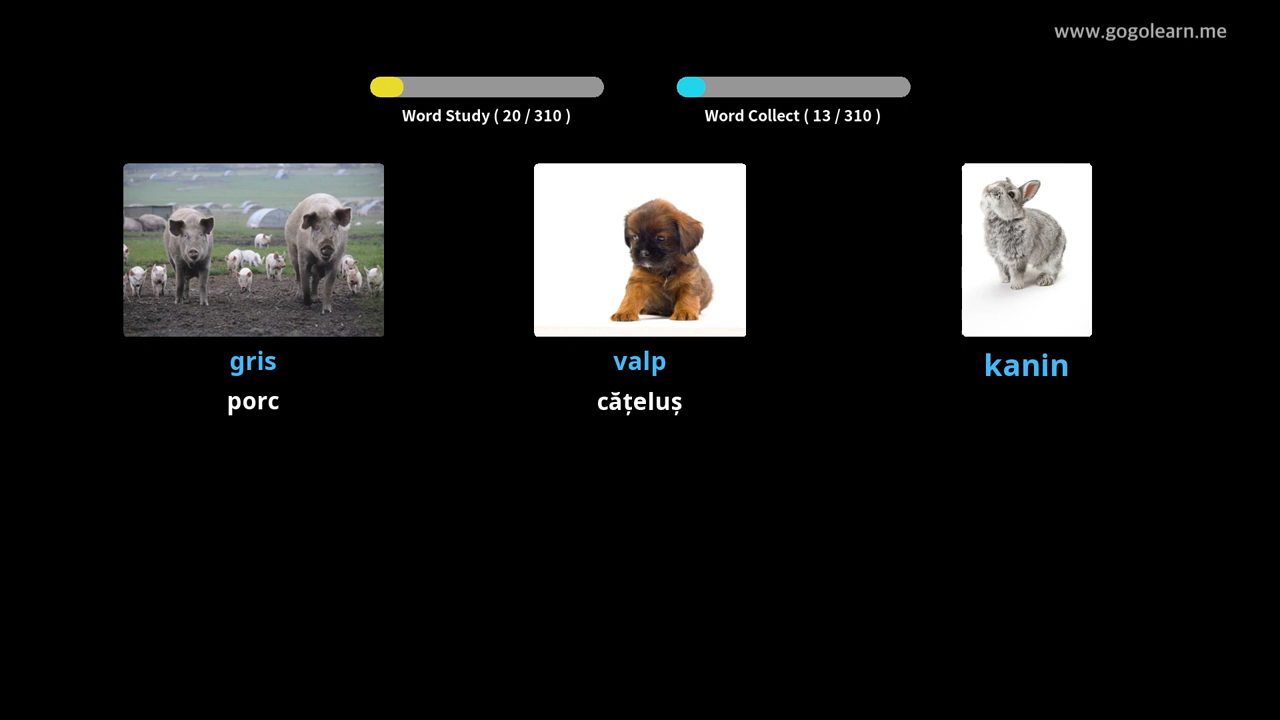 www.gogolearn.me
Word Study ( 20 / 310 )
Word Collect ( 13 / 310 )
gris
valp
kanin
porc
cățeluș